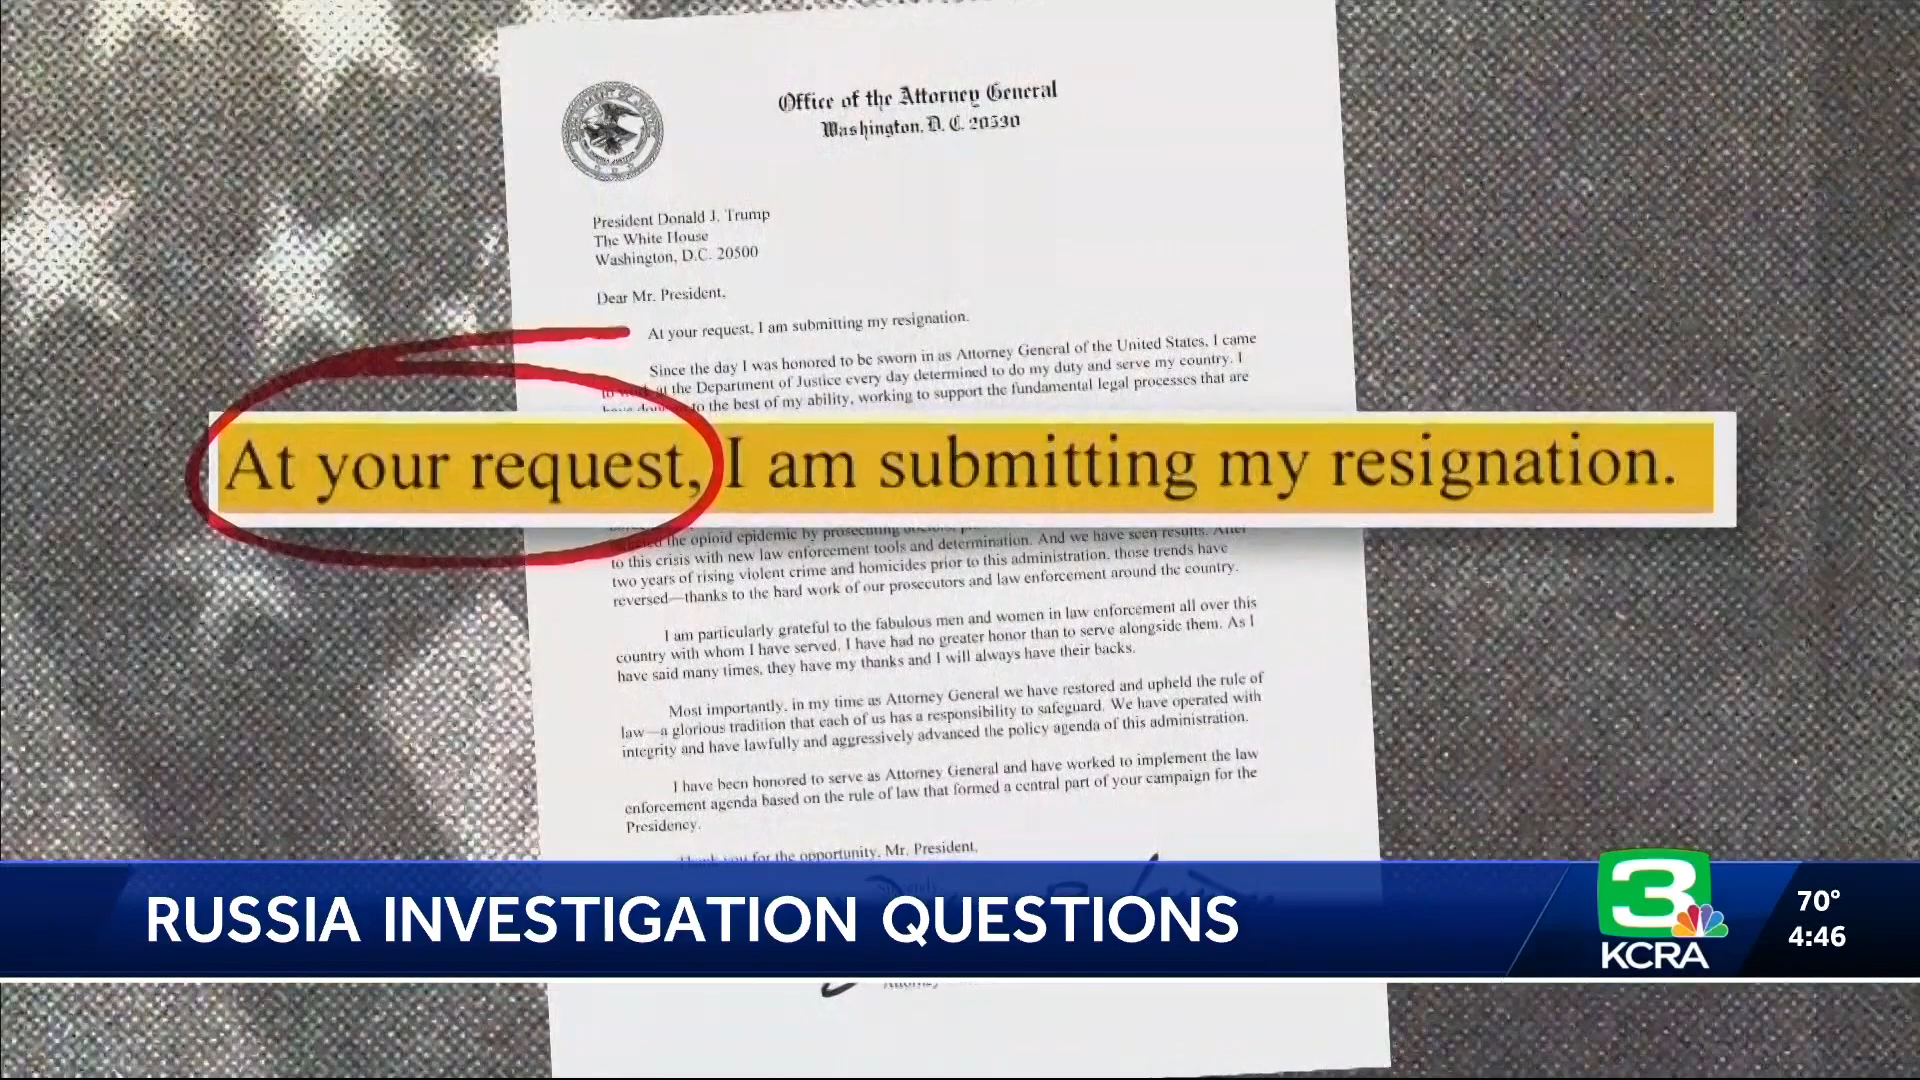 Office of the Attorney General
Washington, D. C. 20530
President Donald J. Trump
The White House
Washington, D.C. 20500
Dear Mr. President,
At your request, I am submitting my resignation.
Since the day I was honored to be sworn in as Attorney General of the United States, I came
to work at the Department of Justice every day determined to do my duty and serve my country. I
have done so to the best of my ability, working to support the fundamental legal processes that are
At your request, I am submitting my resignation.
the opioid epidemic by prosecuting
to this crisis with new law enforcement tools and determination. And we have seen results. After
two years of rising violent crime and homicides prior to this administration, those trends have
reversed—thanks to the hard work of our prosecutors and law enforcement around the country.
I am particularly grateful to the fabulous men and women in law enforcement all over this
country with whom I have served. I have had no greater honor than to serve alongside them. As I
have said many times, they have my thanks and I will always have their backs.
Most importantly, in my time as Attorney General we have restored and upheld the rule of
law—a glorious tradition that each of us has a responsibility to safeguard. We have operated with
integrity and have lawfully and aggressively advanced the policy agenda of this administration.
I have been honored to serve as Attorney General and have worked to implement the law
enforcement agenda based on the rule of law that formed a central part of your campaign for the
Presidency.
Thank you for the opportunity, Mr. President.
RUSSIA INVESTIGATION QUESTIONS
3
KCRA
70°
4:46